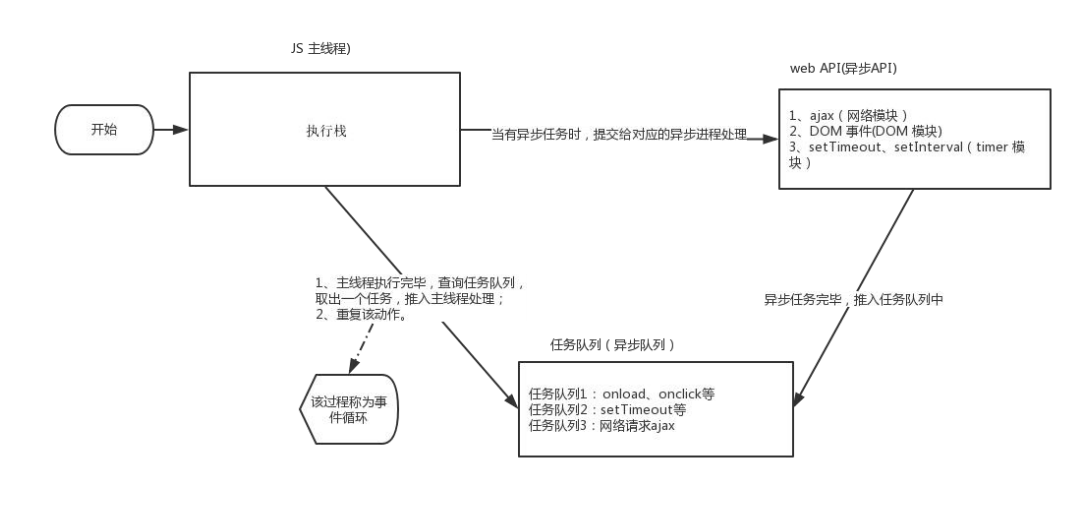 JS 主线程)
web API(异步API)
开始
执行栈
当有异步任务时，提交给对应的异步进程处理
1、ajax（网络模块）
2、DOM 事件(DOM 模块)
3、setTimeout、setInterval（timer 模
块）
1、主线程执行完毕，查询任务队列，
取出一个任务，推入主线程处理；
2、重复该动作。
异步任务完毕，推入任务队列中
任务队列（异步队列）
该过程称为事
件循环
任务队列1：onload、onclick等
任务队列2：setTimeout等
任务队列3：网络请求ajax